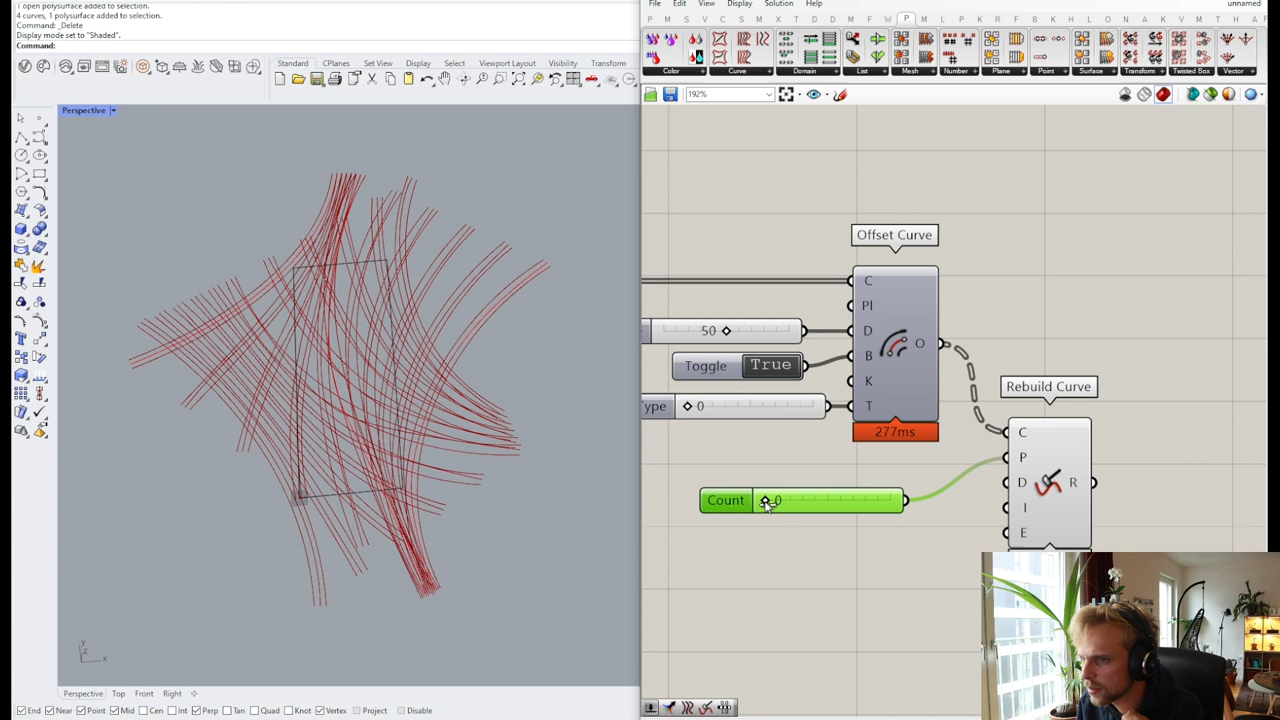 1 open polysurface added to selection.
4 curves, 1 polysurface added to selection.
Command: _Delete
Display mode set to "Shaded".
Command:
File Edit View Display Solution Help
unnamed
Standard CPlanes Set View Display Select Viewport Layout Visibility Transform
Color Curve Domain List Mesh Number Plane Point Surface Transform Twisted Box Vector
192%
Perspective
Offset Curve
C
Pl
50 D
Toggle True B O
K
ype 0 T
277ms
Rebuild Curve
C
P
D R
I
E
Count 0
y
z
x
Perspective Top Front Right
End Near Point Mid Cen Int Perp Tan Quad Knot Vertex Project Disable